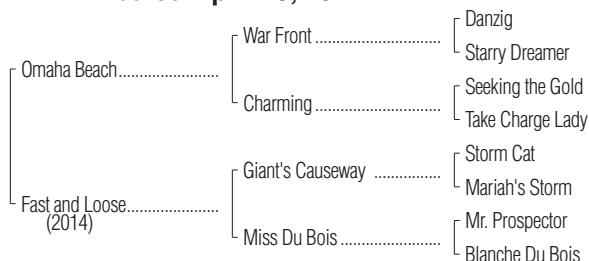 Danzig
War Front
Starry Dreamer
Omaha Beach
Seeking the Gold
Charming
Take Charge Lady
Storm Cat
Giant's Causeway
Mariah's Storm
Fast and Loose
(2014)
Mr. Prospector
Miss Du Bois
Blanche Du Bois